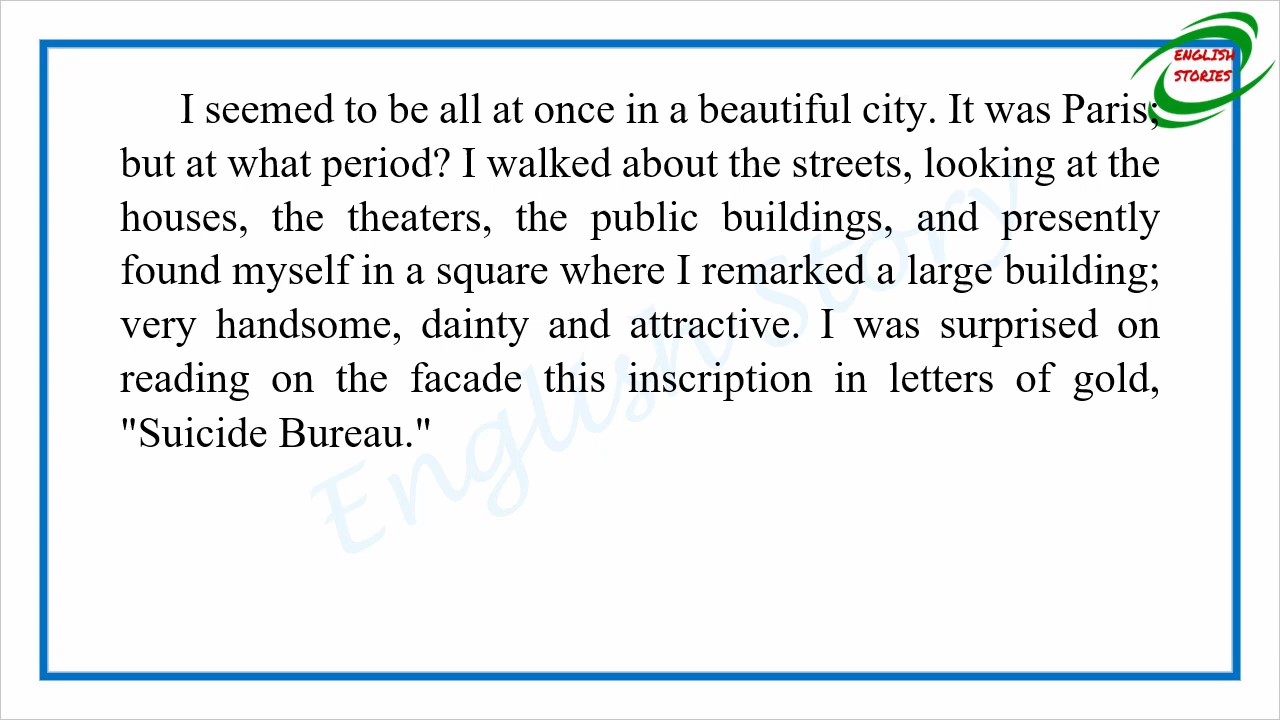 ENGLISH
STORIES
I seemed to be all at once in a beautiful city. It was Paris;
but at what period? I walked about the streets, looking at the
houses, the theaters, the public buildings, and presently
found myself in a square where I remarked a large building;
very handsome, dainty and attractive. I was surprised on
reading on the facade this inscription in letters of gold,
"Suicide Bureau."
English Story